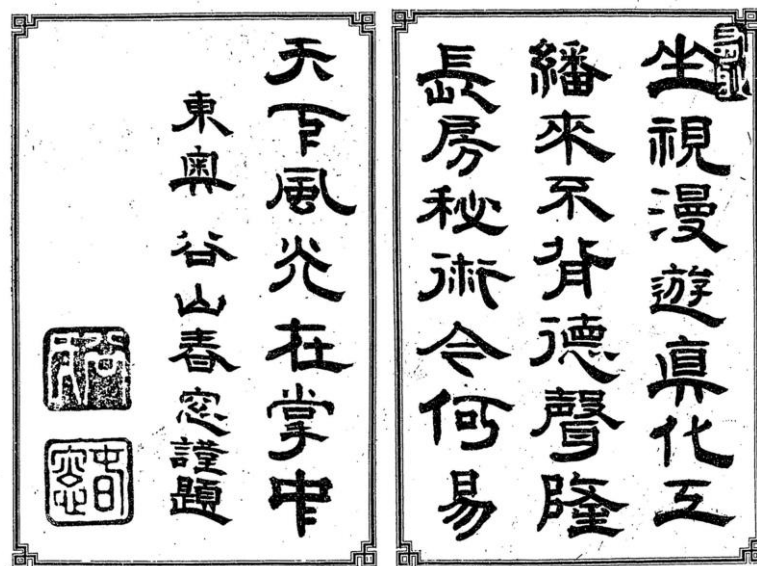 坐視漫遊眞化工
繙來不背德聲隆
長房秘術今何易
天下風光在掌中
東奧 谷山春窓謹題